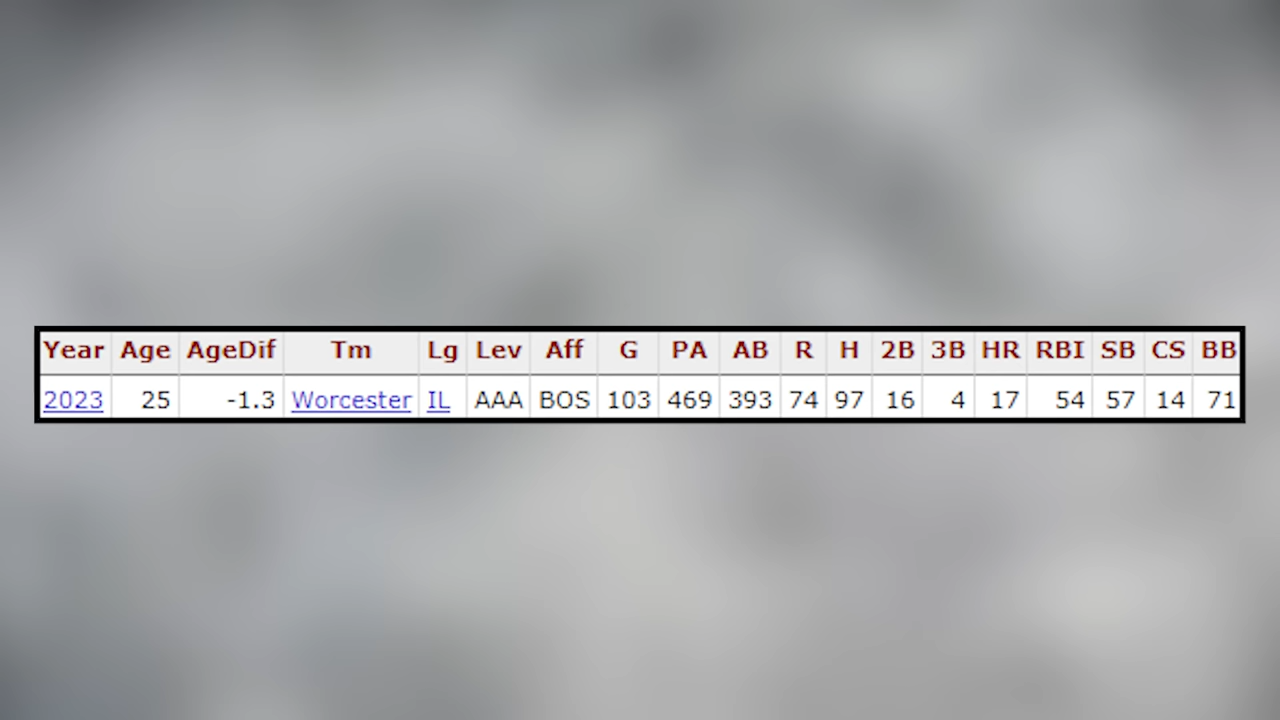 Year Age AgeDif Tm Lg Lev Aff G PA AB R H 2B 3B HR RBI SB CS BB
2023 25 -1.3 Worcester IL AAA BOS 103 469 393 74 97 16 4 17 54 57 14 71